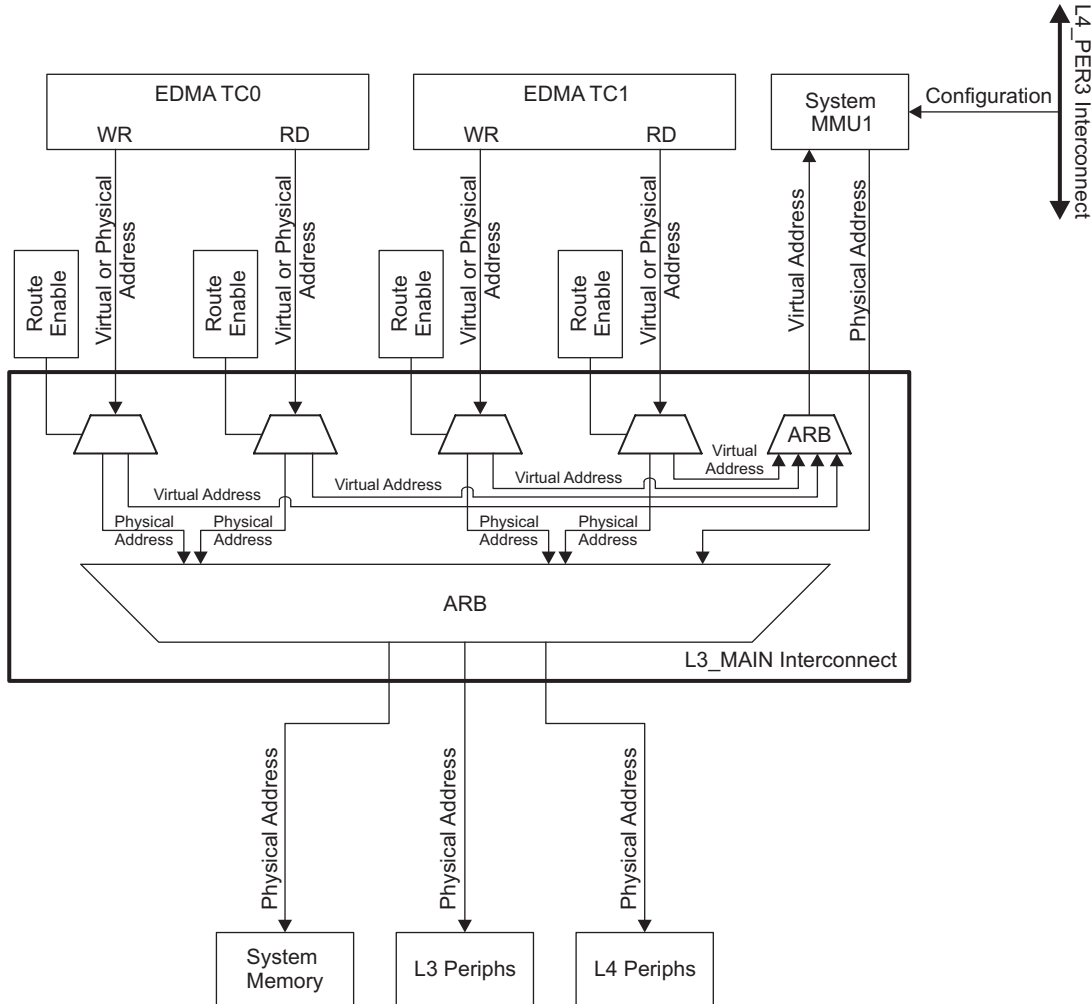 EDMA TC0
WR
RD
EDMA TC1
WR
RD
System
MMU1
Configuration
L4_PER3 Interconnect
Route
Enable
Virtual or Physical
Address
Route
Enable
Virtual or Physical
Address
Route
Enable
Virtual or Physical
Address
Route
Enable
Virtual or Physical
Address
Virtual Address
Physical Address
ARB
Virtual
Address
Virtual Address
Virtual Address
Virtual Address
Physical
Address
Physical
Address
Physical
Address
Physical
Address
ARB
L3_MAIN Interconnect
Physical Address
Physical Address
Physical Address
System
Memory
L3 Periphs
L4 Periphs